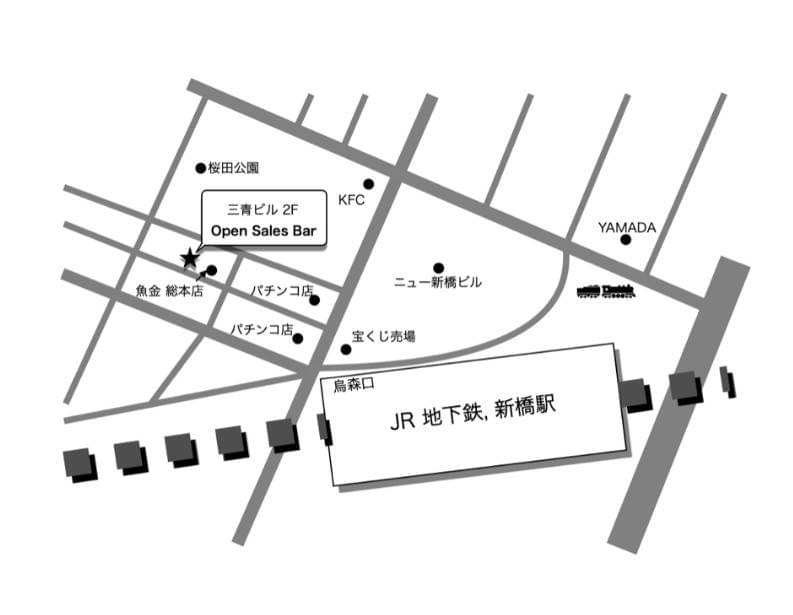 桜田公園
KFC
三青ビル 2F
Open Sales Bar
YAMADA
魚金 総本店
パチンコ店
ニュー新橋ビル
パチンコ店
宝くじ売場
烏森口
JR 地下鉄, 新橋駅